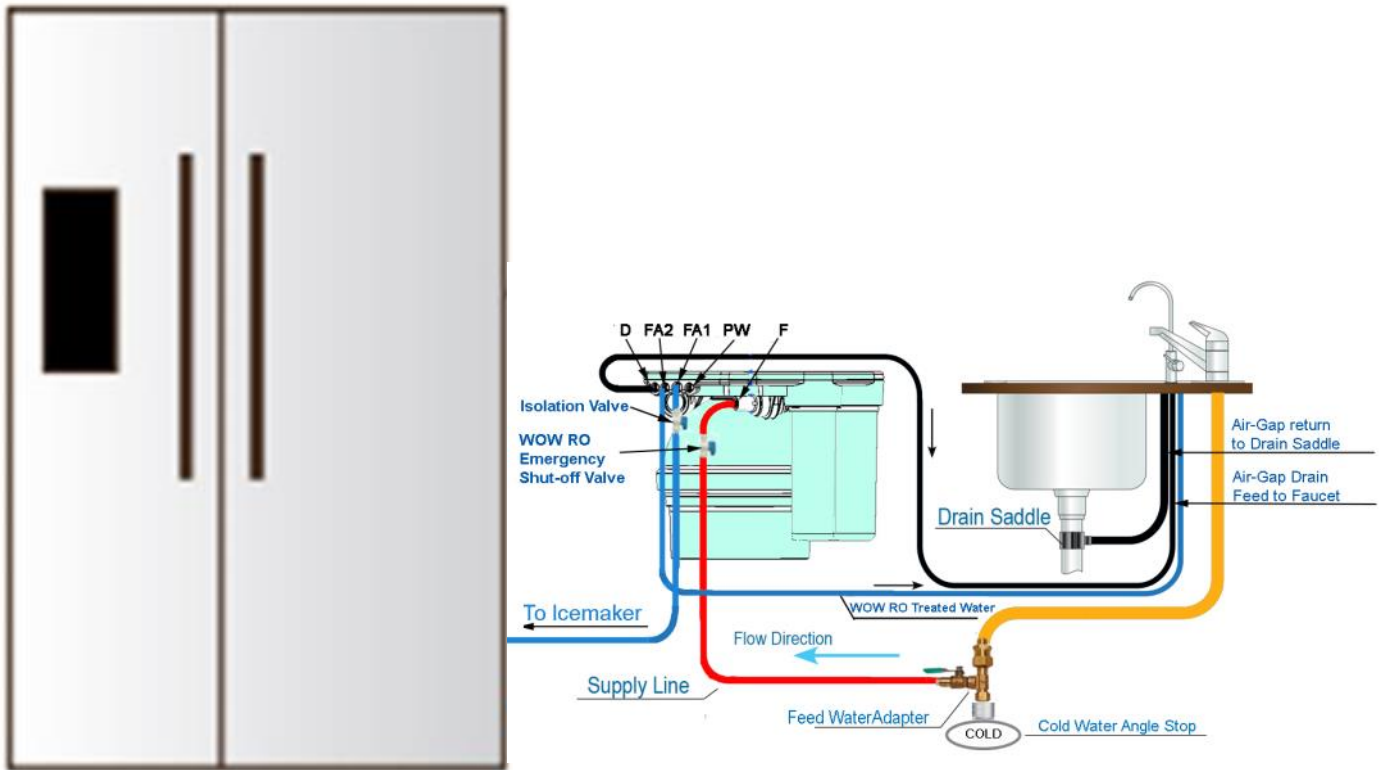 D FA2 FA1 PW F
Isolation Valve
WOW RO
Emergency
Shut-off Valve
Air-Gap return
to Drain Saddle
Air-Gap Drain
Feed to Faucet
Drain Saddle
To Icemaker
WOW RO Treated Water
Flow Direction
Supply Line
Feed WaterAdapter
COLD
Cold Water Angle Stop